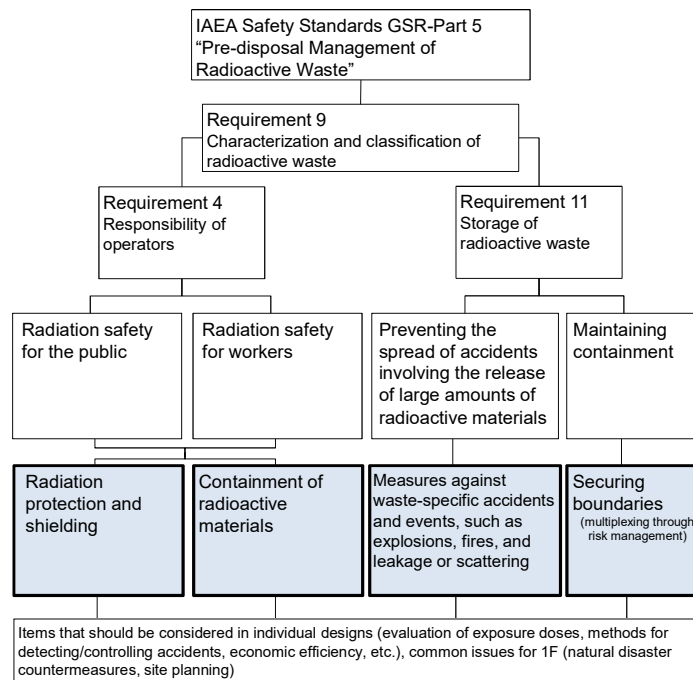 IAEA Safety Standards GSR-Part 5
“Pre-disposal Management of
Radioactive Waste”
Requirement 9
Characterization and classification of
radioactive waste
Requirement 4
Responsibility of
operators
Requirement 11
Storage of
radioactive waste
Radiation safety
for the public
Radiation safety
for workers
Preventing the
spread of accidents
involving the release
of large amounts of
radioactive materials
Maintaining
containment
Radiation
protection and
shielding
Containment of
radioactive
materials
Measures against
waste-specific accidents
and events, such as
explosions, fires, and
leakage or scattering
Securing
boundaries
(multiplexing through
risk management)
Items that should be considered in individual designs (evaluation of exposure doses, methods for
detecting/controlling accidents, economic efficiency, etc.), common issues for 1F (natural disaster
countermeasures, site planning)